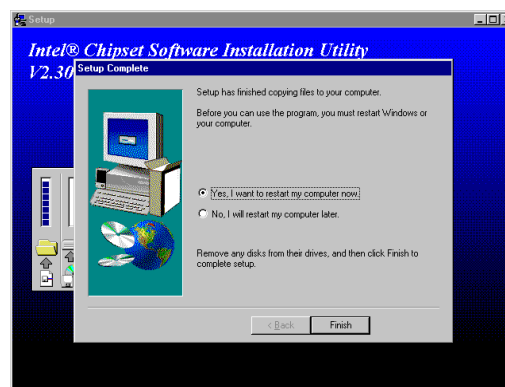 Setup
Intel® Chipset Software Installation Utility
V2.30
Setup Complete
Setup has finished copying files to your computer.
Before you can use the program, you must restart Windows or
your computer.
Yes, I want to restart my computer now.
No, I will restart my computer later.
Remove any disks from their drives, and then click Finish to
complete setup.
< Back
Finish